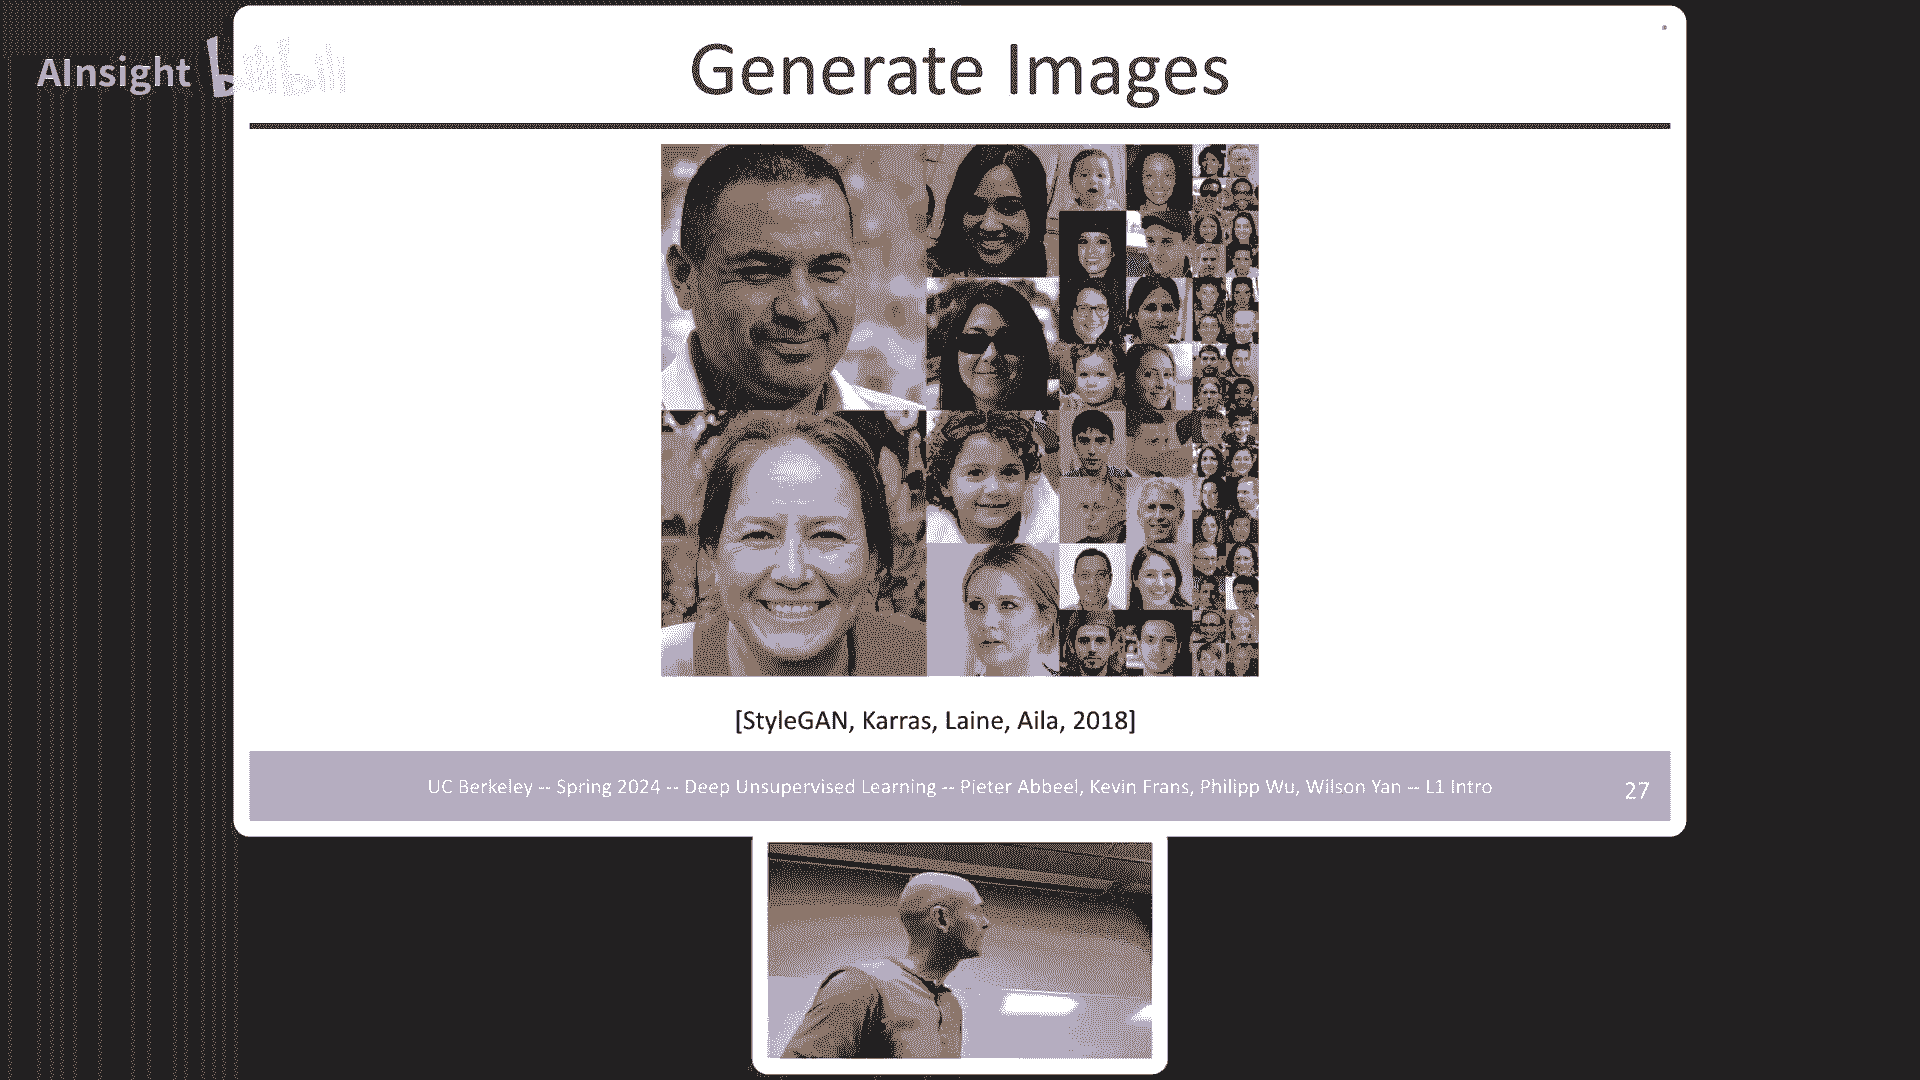 AInsight
Generate Images
[StyleGAN, Karras, Laine, Aila, 2018]
UC Berkeley -- Spring 2024 -- Deep Unsupervised Learning -- Pieter Abbeel, Kevin Frans, Philipp Wu, Wilson Yan -- L1 Intro
27